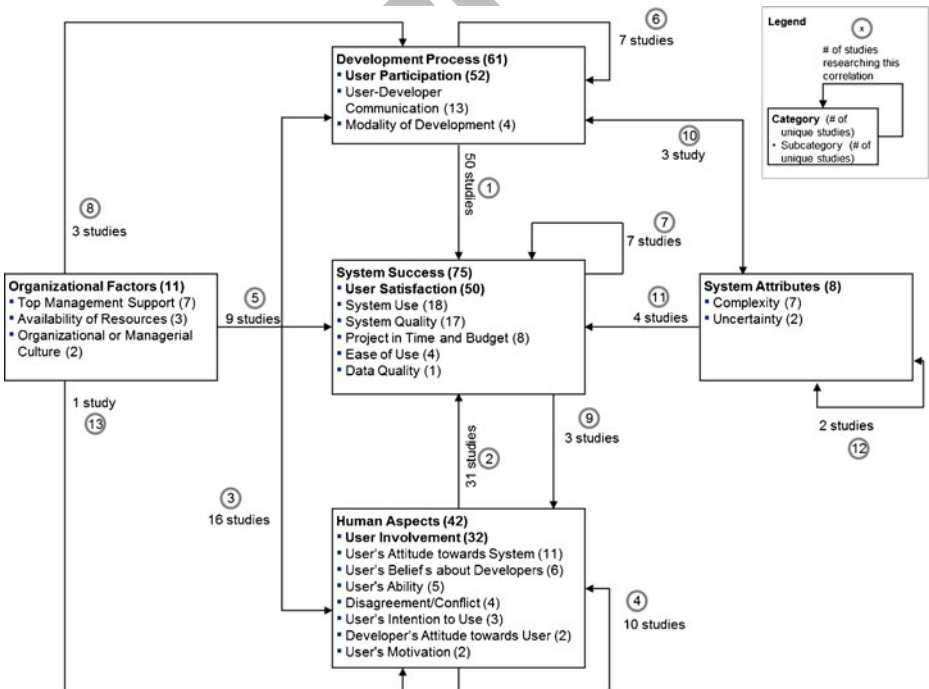 6
7 studies
Legend
x
# of studies
researching this
correlation
Category (# of
unique studies)
▪ Subcategory (# of
unique studies)
Development Process (61)
▪ User Participation (52)
▪ User-Developer
Communication (13)
▪ Modality of Development (4)
10
3 study
50 studies
1
8
3 studies
7
7 studies
Organizational Factors (11)
▪ Top Management Support (7)
▪ Availability of Resources (3)
▪ Organizational or Managerial
Culture (2)
5
9 studies
System Success (75)
▪ User Satisfaction (50)
▪ System Use (18)
▪ System Quality (17)
▪ Project in Time and Budget (8)
▪ Ease of Use (4)
▪ Data Quality (1)
11
4 studies
System Attributes (8)
▪ Complexity (7)
▪ Uncertainty (2)
1 study
13
9
3 studies
2 studies
12
31 studies
2
3
16 studies
Human Aspects (42)
▪ User Involvement (32)
▪ User's Attitude towards System (11)
▪ User's Beliefs about Developers (6)
▪ User's Ability (5)
▪ Disagreement/Conflict (4)
▪ User's Intention to Use (3)
▪ Developer's Attitude towards User (2)
▪ User's Motivation (2)
4
10 studies